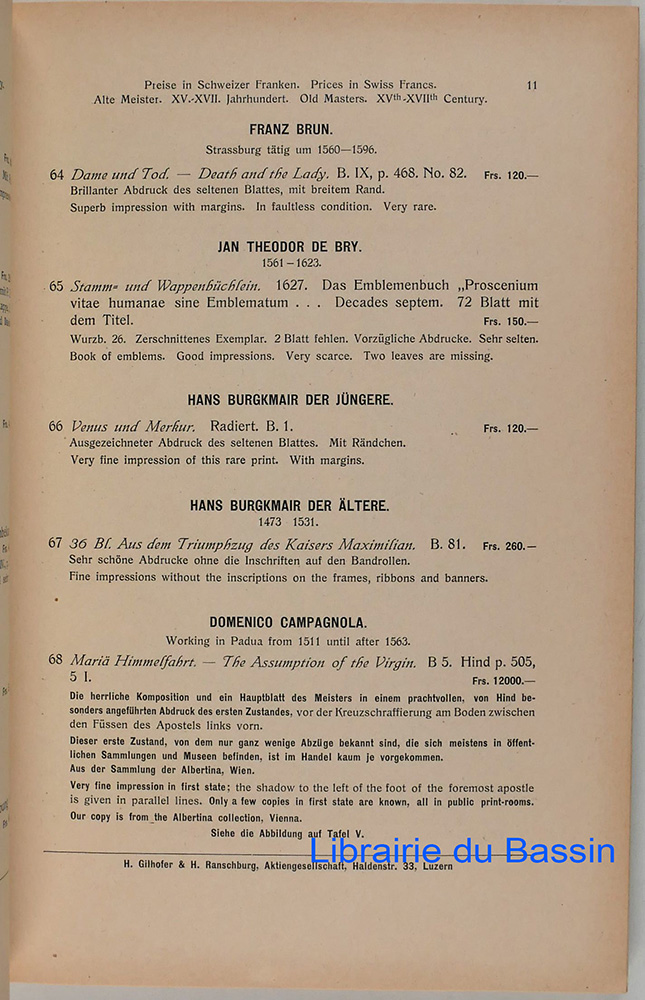 Preise in Schweizer Franken. Prices in Swiss Francs. 11
Alte Meister. XV.-XVII. Jahrhundert. Old Masters. XVth-XVIIth Century.
FRANZ BRUN.
Strassburg tätig um 1560—1596.
64 Dame und Tod. — Death and the Lady. B. IX, p. 468. No. 82. Frs. 120.—
Brillanter Abdruck des seltenen Blattes, mit breitem Rand.
Superb impression with margins. In faultless condition. Very rare.
JAN THEODOR DE BRY.
1561–1623.
65 Stamm= und Wappenbüchlein. 1627. Das Emblemenbuch „Proscenium
vitae humanae sine Emblematum . . . Decades septem. 72 Blatt mit
dem Titel. Frs. 150.—
Wurzb. 26. Zerschnittenes Exemplar. 2 Blatt fehlen. Vorzügliche Abdrucke. Sehr selten.
Book of emblems. Good impressions. Very scarce. Two leaves are missing.
HANS BURGKMAIR DER JÜNGERE.
66 Venus und Merkur. Radiert. B. 1. Frs. 120.—
Ausgezeichneter Abdruck des seltenen Blattes. Mit Rändchen.
Very fine impression of this rare print. With margins.
HANS BURGKMAIR DER ÄLTERE.
1473 1531.
67 36 Bl. Aus dem Triumphzug des Kaisers Maximilian. B. 81. Frs. 260.—
Sehr schöne Abdrucke ohne die Inschriften auf den Bandrollen.
Fine impressions without the inscriptions on the frames, ribbons and banners.
DOMENICO CAMPAGNOLA.
Working in Padua from 1511 until after 1563.
68 Mariä Himmelfahrt. — The Assumption of the Virgin. B 5. Hind p. 505,
5 I. Frs. 12000.—
Die herrliche Komposition und ein Hauptblatt des Meisters in einem prachtvollen, von Hind be-
sonders angeführten Abdruck des ersten Zustandes, vor der Kreuzschraffierung am Boden zwischen
den Füssen des Apostels links vorn.
Dieser erste Zustand, von dem nur ganz wenige Abzüge bekannt sind, die sich meistens in öffent-
lichen Sammlungen und Museen befinden, ist im Handel kaum je vorgekommen.
Aus der Sammlung der Albertina, Wien.
Very fine impression in first state; the shadow to the left of the foot of the foremost apostle
is given in parallel lines. Only a few copies in first state are known, all in public print-rooms.
Our copy is from the Albertina collection, Vienna.
Siehe die Abbildung auf Tafel V.
Librairie du Bassin
H. Gilhofer & H. Ranschburg, Aktiengesellschaft, Haldenstr. 33, Luzern